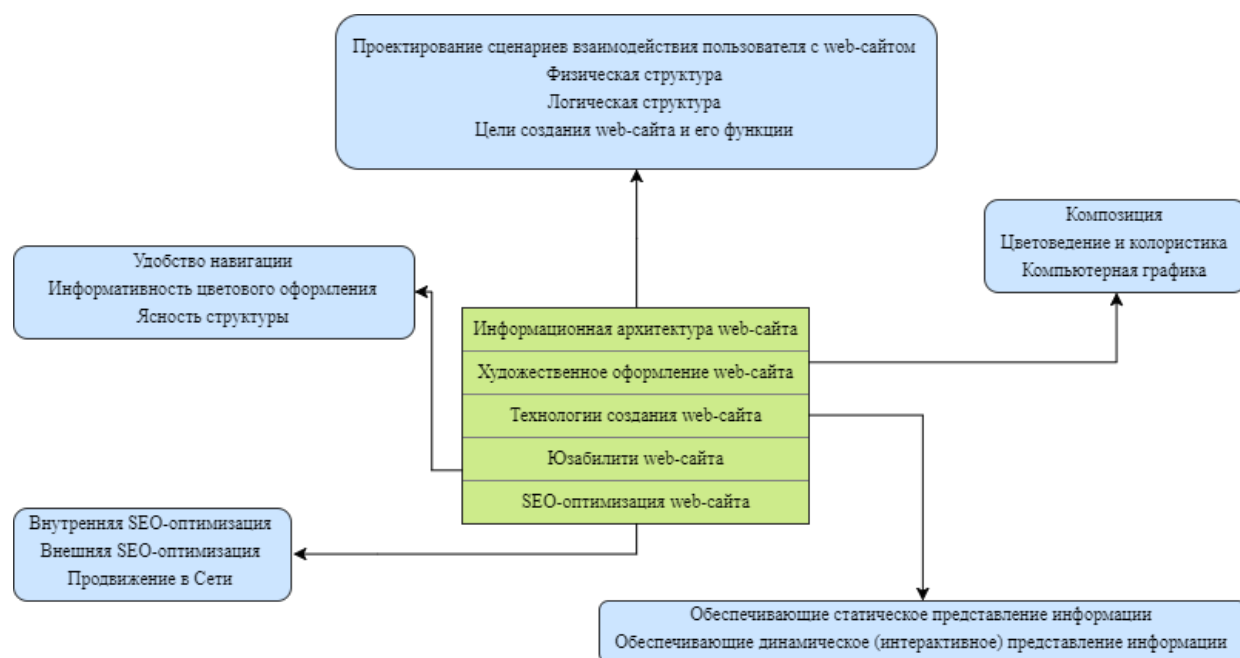 Проектирование сценариев взаимодействия пользователя с web-сайтом
Физическая структура
Логическая структура
Цели создания web-сайта и его функции
Композиция
Цветоведение и колористика
Компьютерная графика
Удобство навигации
Информативность цветового оформления
Ясность структуры
Информационная архитектура web-сайта
Художественное оформление web-сайта
Технологии создания web-сайта
Юзабилити web-сайта
SEO-оптимизация web-сайта
Внутренняя SEO-оптимизация
Внешняя SEO-оптимизация
Продвижение в Сети
Обеспечивающие статическое представление информации
Обеспечивающие динамическое (интерактивное) представление информации